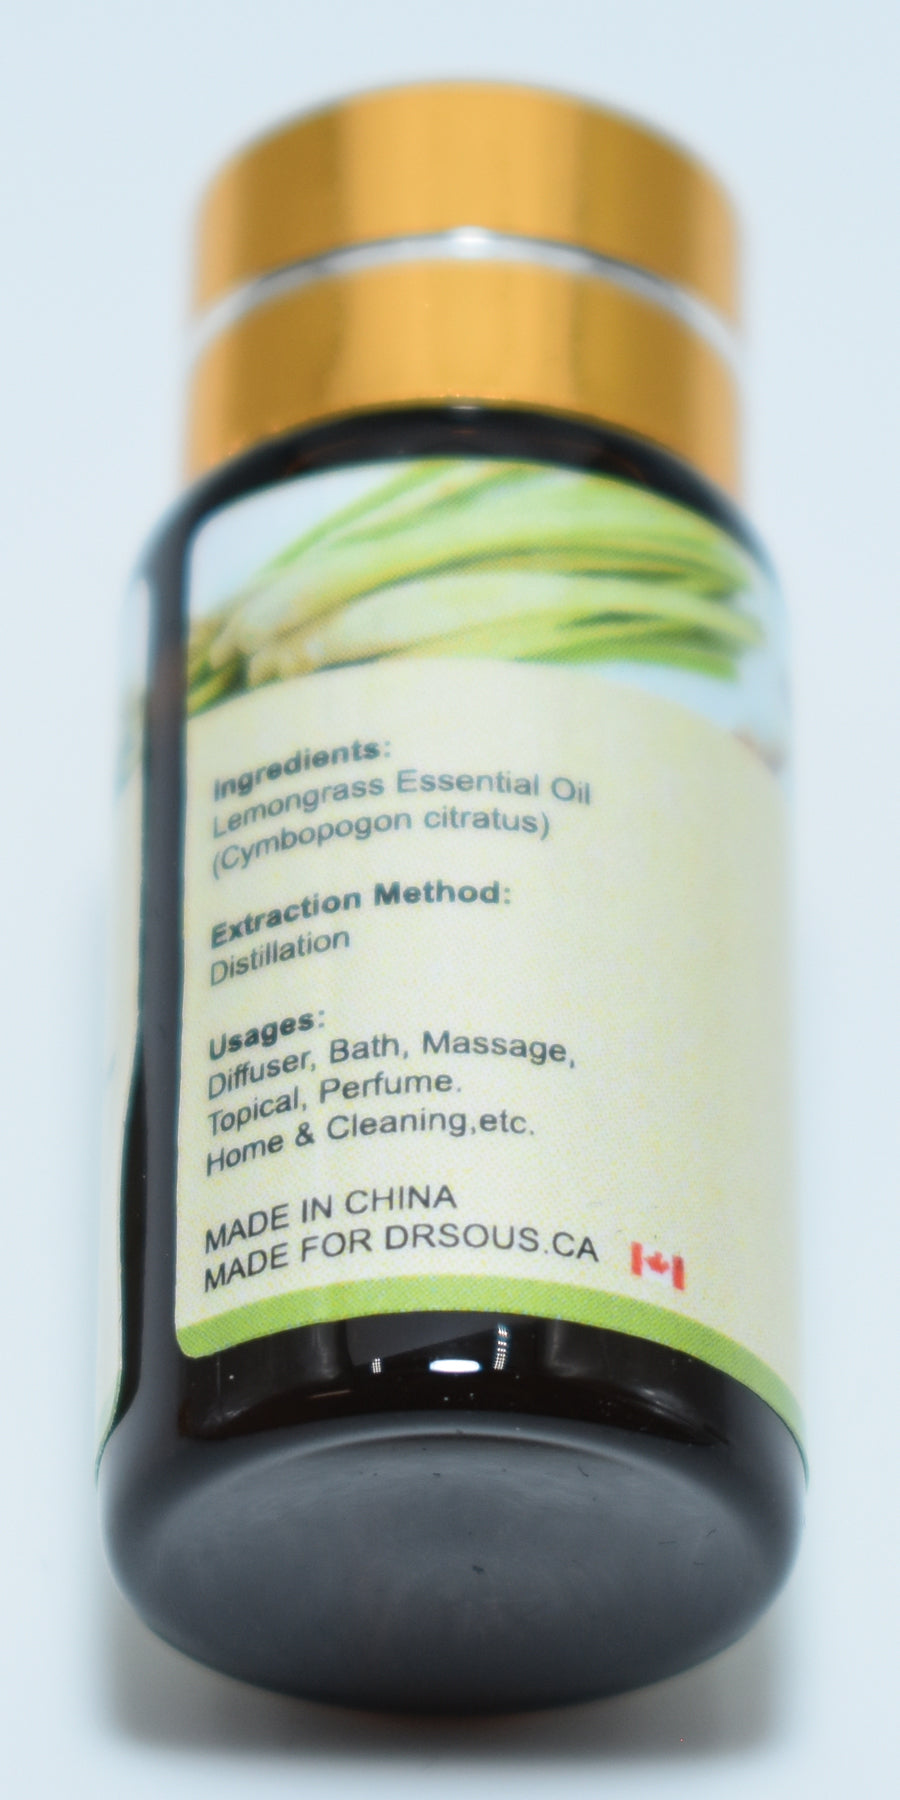 Ingredients:
Lemongrass Essential Oil
(Cymbopogon citratus)
Extraction Method:
Distillation
Usages:
Diffuser, Bath, Massage,
Topical, Perfume.
Home & Cleaning,etc.
MADE IN CHINA
MADE FOR DRSOUS.CA